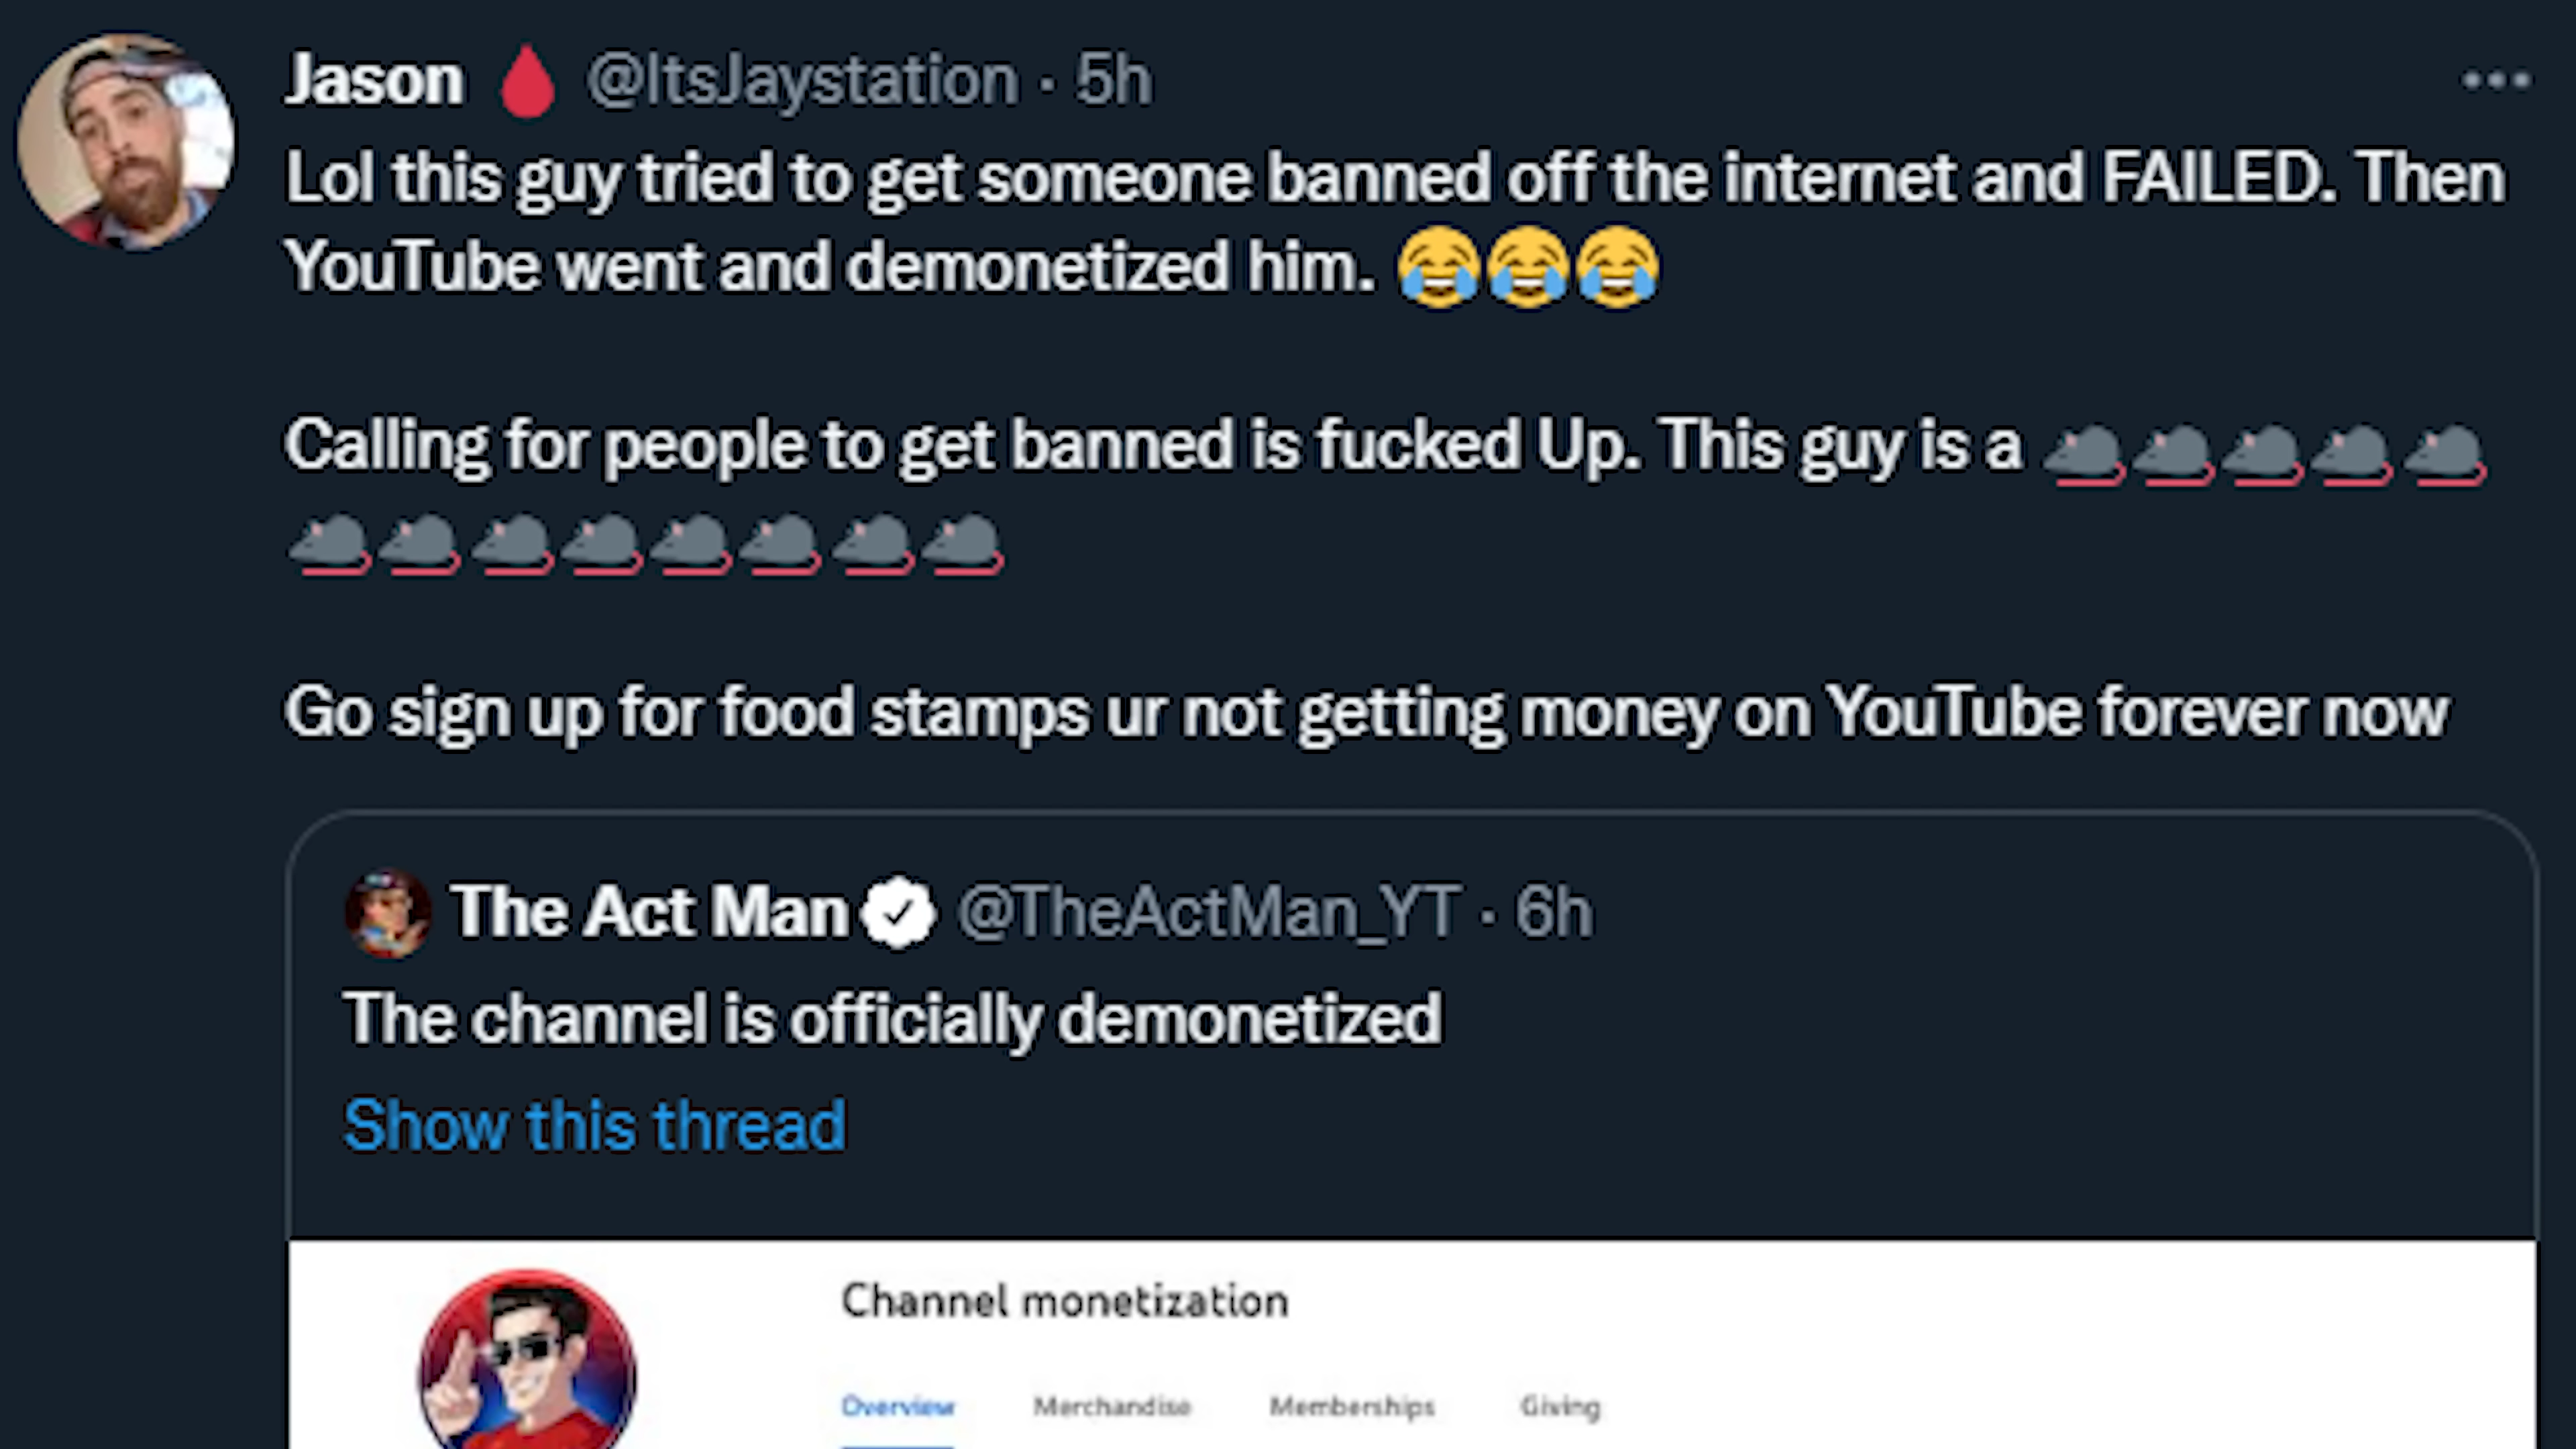 Jason 🩸 @ItsJaystation · 5h
Lol this guy tried to get someone banned off the internet and FAILED. Then
YouTube went and demonetized him. 😂😂😂
Calling for people to get banned is fucked Up. This guy is a 🐀🐀🐀🐀🐀
🐀🐀🐀🐀🐀🐀🐀🐀
Go sign up for food stamps ur not getting money on YouTube forever now
The Act Man @TheActMan_YT · 6h
The channel is officially demonetized
Show this thread
Channel monetization
Overview Merchandise Memberships Giving